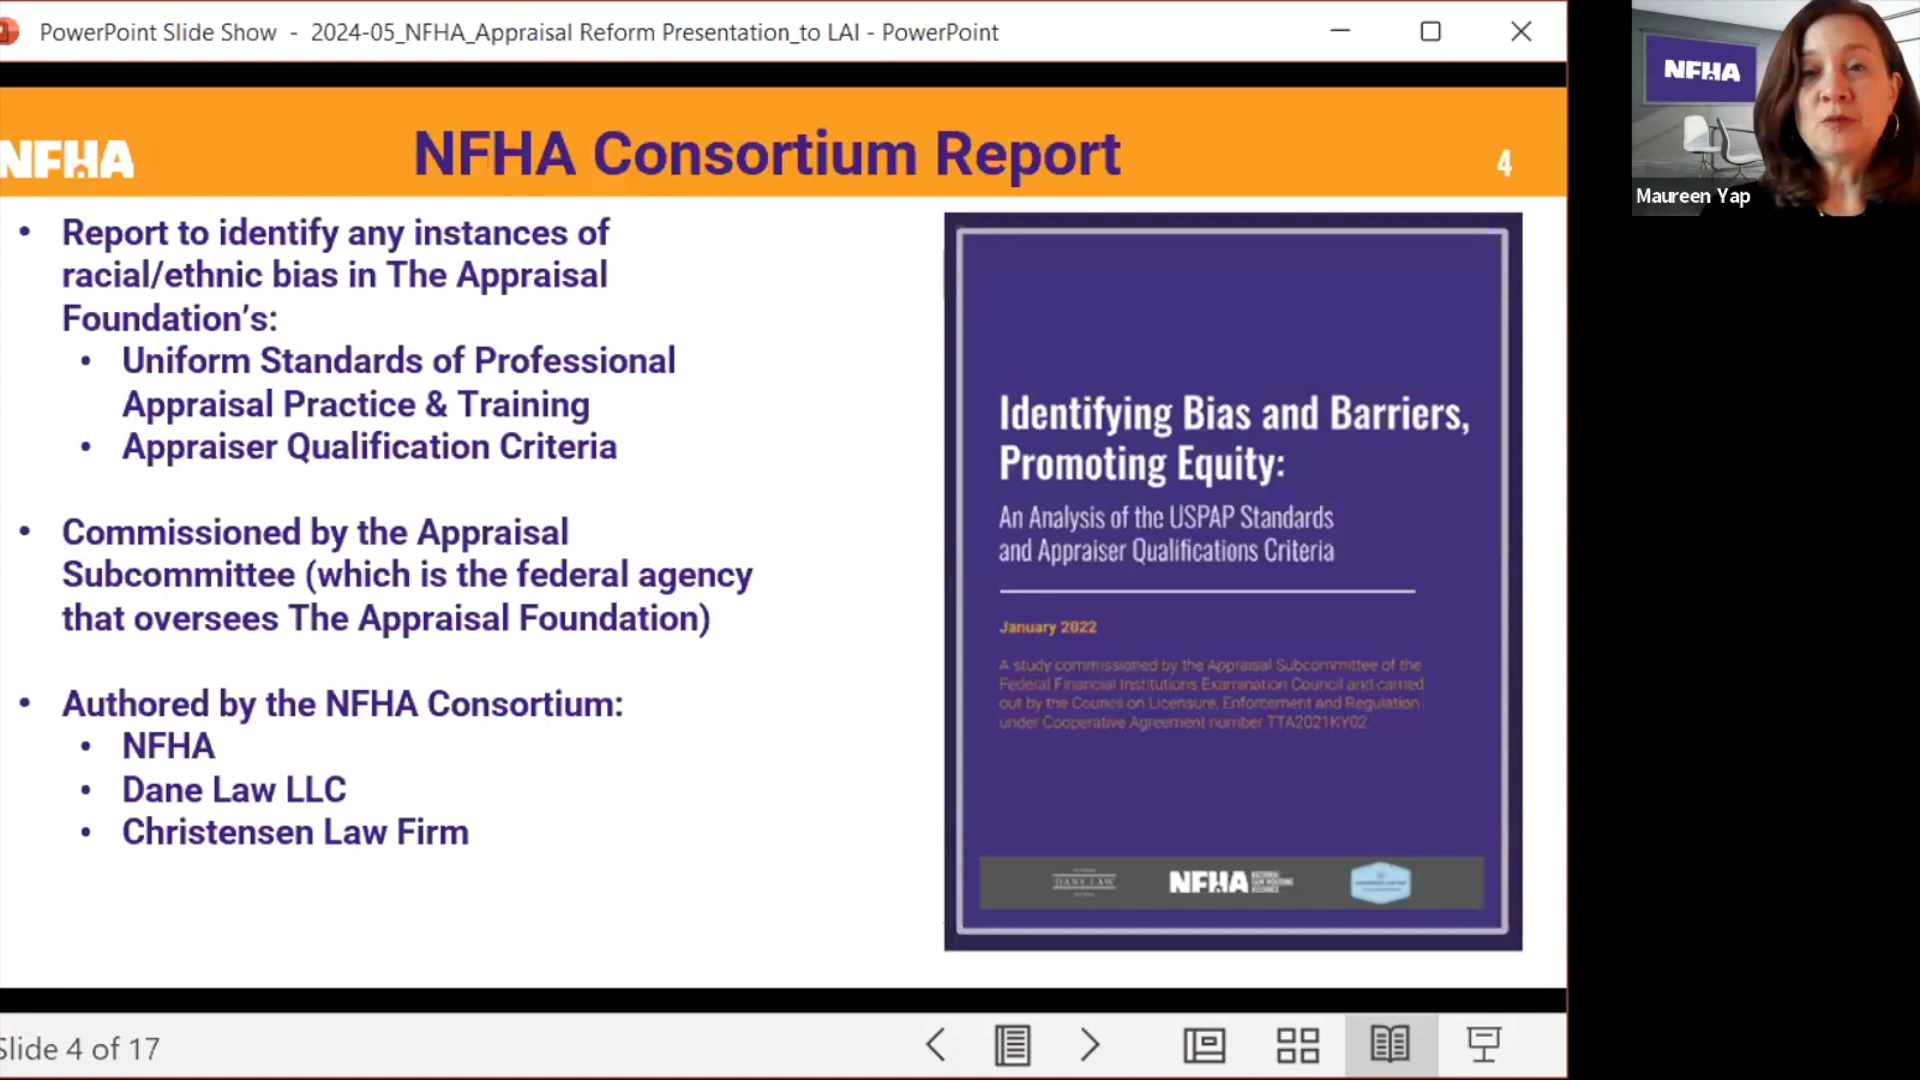 PowerPoint Slide Show - 2024-05_NFHA_Appraisal Reform Presentation_to LAI - PowerPoint
NFHA
NFHA Consortium Report
4
NFHA
Maureen Yap
• Report to identify any instances of
racial/ethnic bias in The Appraisal
Foundation’s:
• Uniform Standards of Professional
Appraisal Practice & Training
• Appraiser Qualification Criteria
• Commissioned by the Appraisal
Subcommittee (which is the federal agency
that oversees The Appraisal Foundation)
• Authored by the NFHA Consortium:
• NFHA
• Dane Law LLC
• Christensen Law Firm
Identifying Bias and Barriers,
Promoting Equity:
An Analysis of the USPAP Standards
and Appraiser Qualifications Criteria
January 2022
A study commissioned by the Appraisal Subcommittee of the
Federal Financial Institutions Examination Council and carried
out by the Council on Licensure, Enforcement and Regulation
under Cooperative Agreement number TTA2021KY02.
DANE LAW
NFHA
Slide 4 of 17